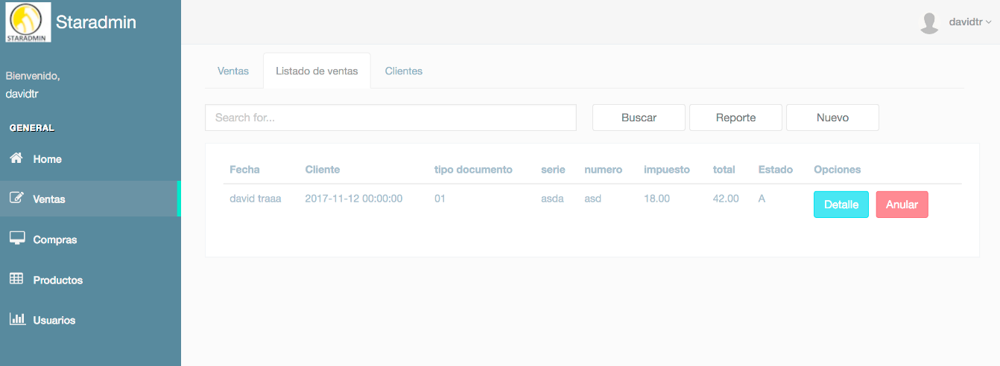 STARADMIN
Staradmin
davidtr
Bienvenido,
davidtr
GENERAL
Home
Ventas
Compras
Productos
Usuarios
Ventas Listado de ventas Clientes
Search for... Buscar Reporte Nuevo
Fecha Cliente tipo documento serie numero impuesto total Estado Opciones
david traaa 2017-11-12 00:00:00 01 asda asd 18.00 42.00 A Detalle Anular